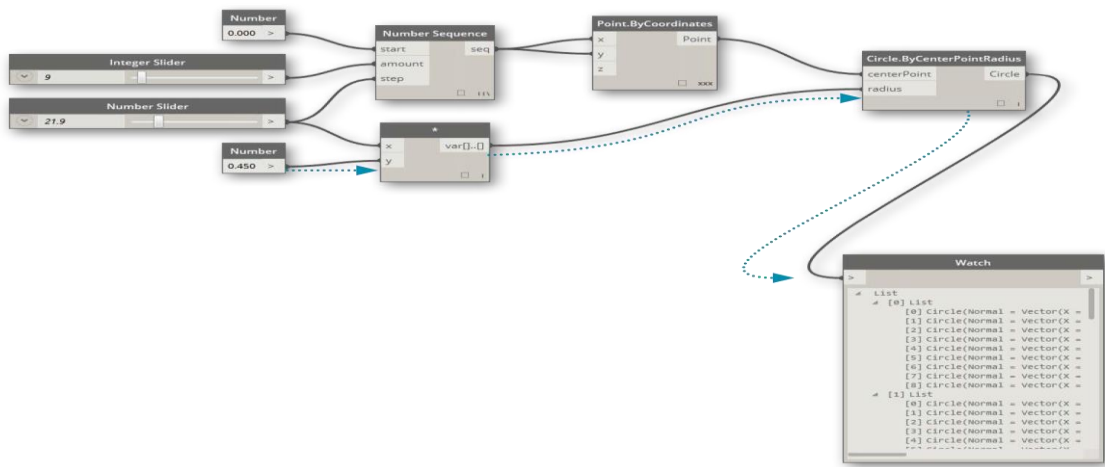 Number
0.000 >
Integer Slider
9 >
Number Slider
21.9 >
Number
0.450 >
Number Sequence
start seq
amount
step
*
x var[]..[]
y
Point.ByCoordinates
x Point
y
z
xxx
Circle.ByCenterPointRadius
centerPoint Circle
radius
Watch
> >
List
[0] List
[0] Circle(Normal = Vector(X =
[1] Circle(Normal = Vector(X =
[2] Circle(Normal = Vector(X =
[3] Circle(Normal = Vector(X =
[4] Circle(Normal = Vector(X =
[5] Circle(Normal = Vector(X =
[6] Circle(Normal = Vector(X =
[7] Circle(Normal = Vector(X =
[8] Circle(Normal = Vector(X =
[1] List
[0] Circle(Normal = Vector(X =
[1] Circle(Normal = Vector(X =
[2] Circle(Normal = Vector(X =
[3] Circle(Normal = Vector(X =
[4] Circle(Normal = Vector(X =